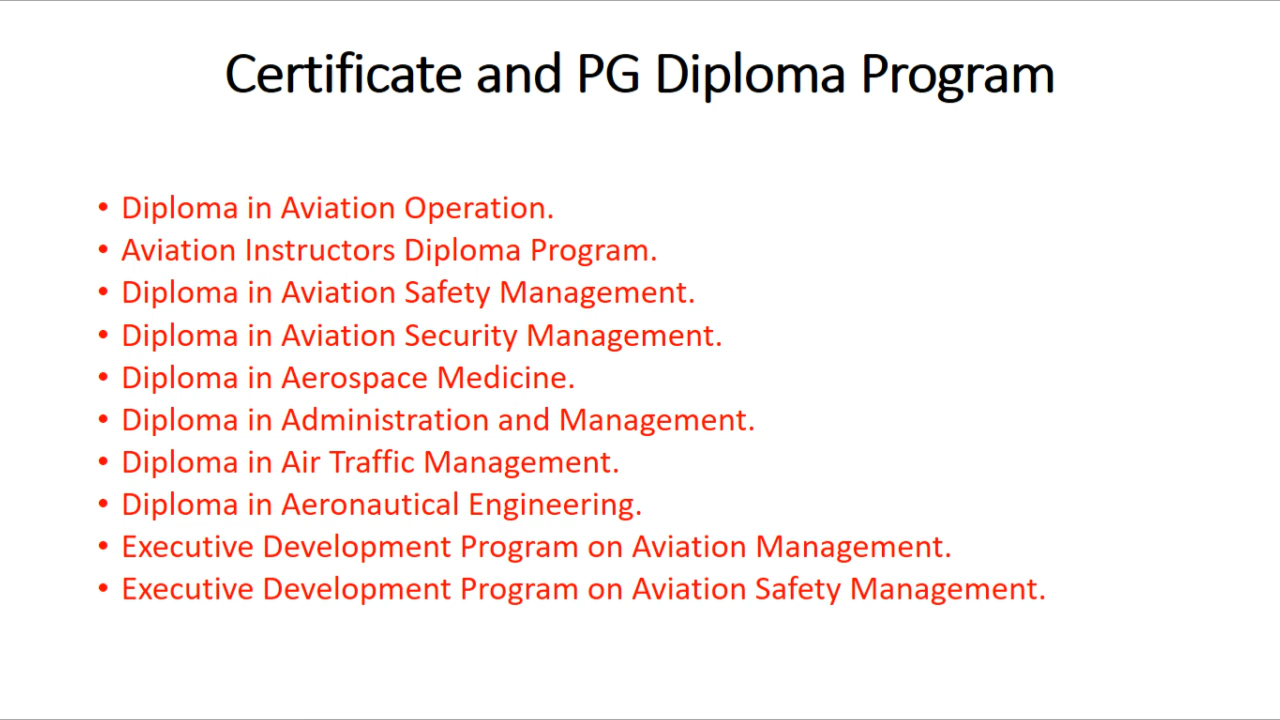 Certificate and PG Diploma Program
• Diploma in Aviation Operation.
• Aviation Instructors Diploma Program.
• Diploma in Aviation Safety Management.
• Diploma in Aviation Security Management.
• Diploma in Aerospace Medicine.
• Diploma in Administration and Management.
• Diploma in Air Traffic Management.
• Diploma in Aeronautical Engineering.
• Executive Development Program on Aviation Management.
• Executive Development Program on Aviation Safety Management.